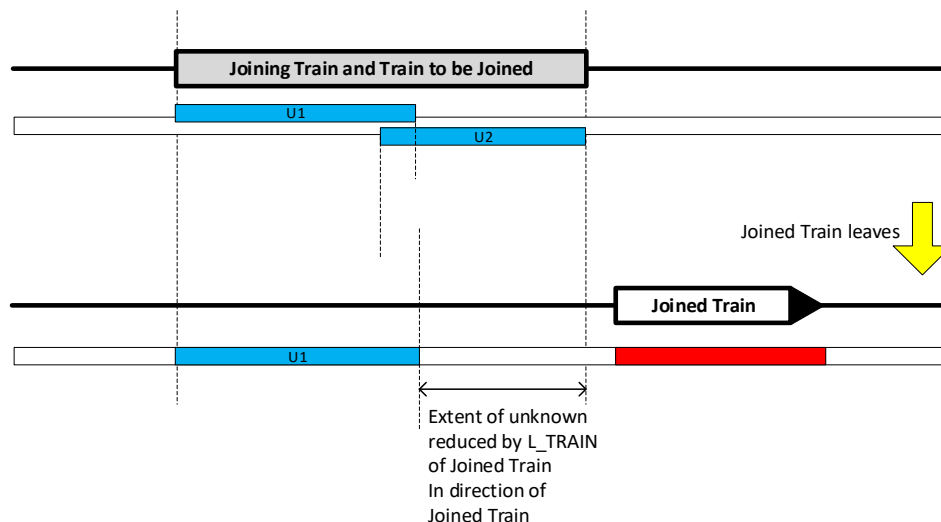 Joining Train and Train to be Joined
U1
U2
Joined Train leaves
Joined Train
U1
Extent of unknown
reduced by L_TRAIN
of Joined Train
In direction of
Joined Train